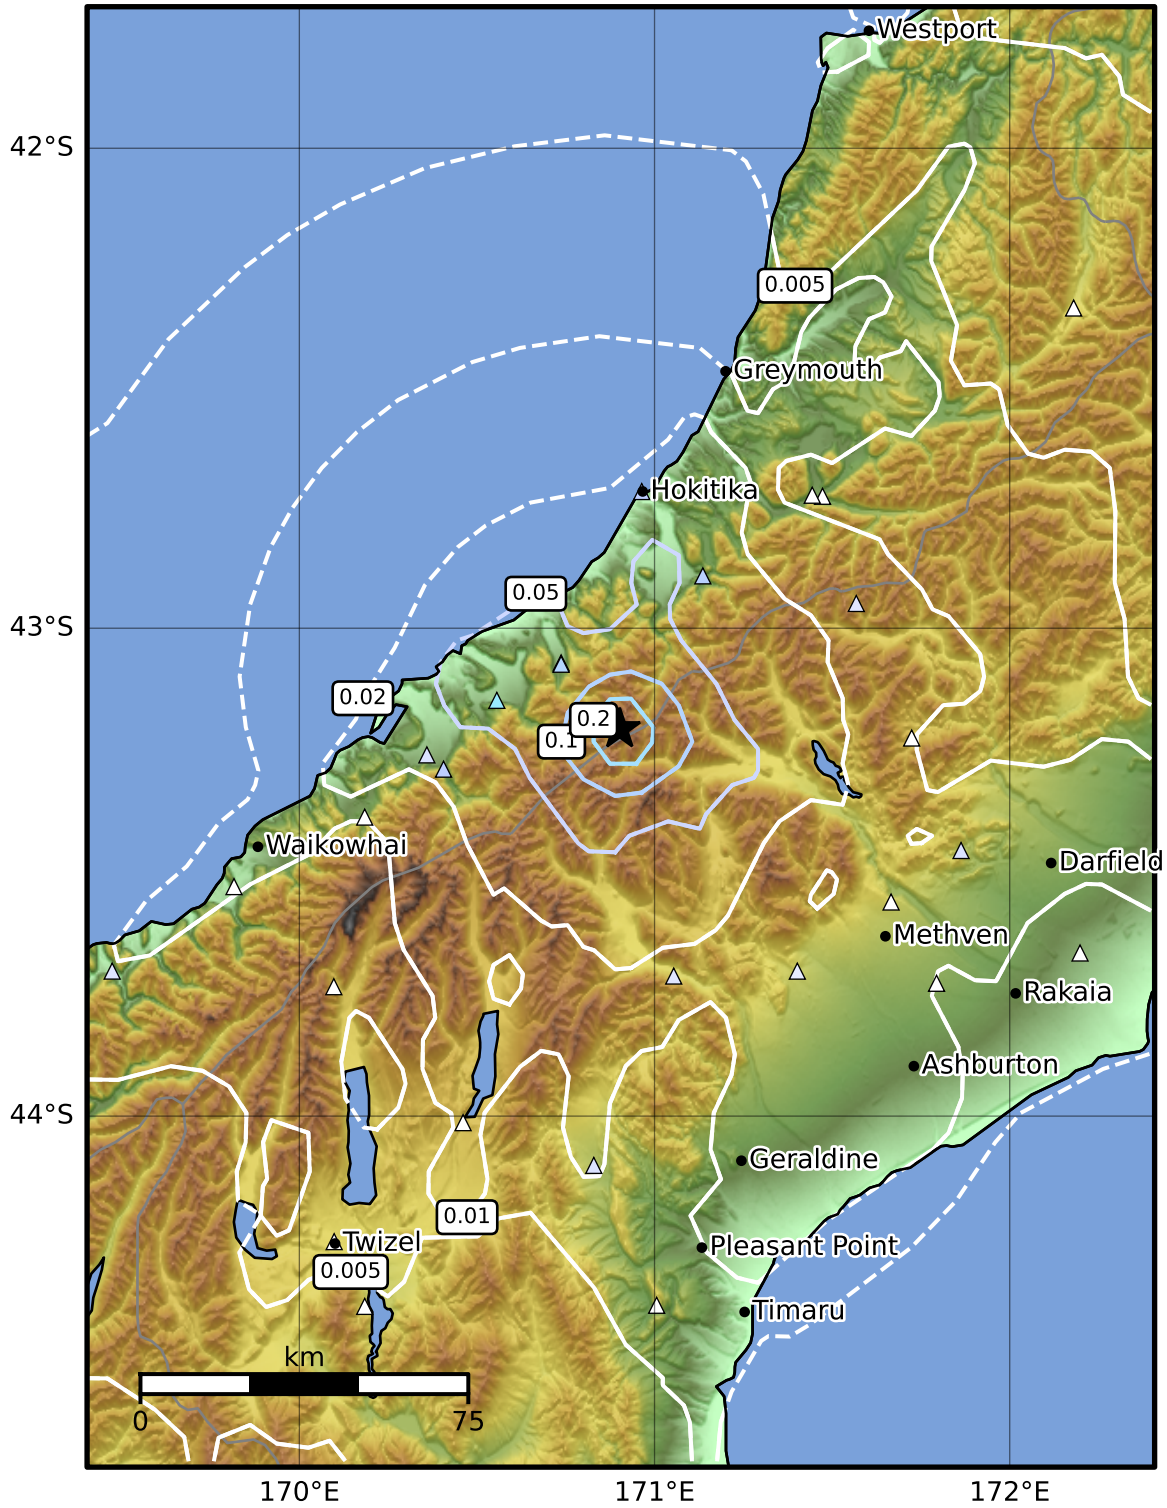 Westport
42°S
0.005
Greymouth
Hokitika
0.05
43°S
0.02
0.2
0.1
Waikowhai
Darfield
Methven
Rakaia
Ashburton
44°S
Geraldine
0.01
Twizel
Pleasant Point
0.005
Timaru
km
0 75
170°E 171°E 172°E